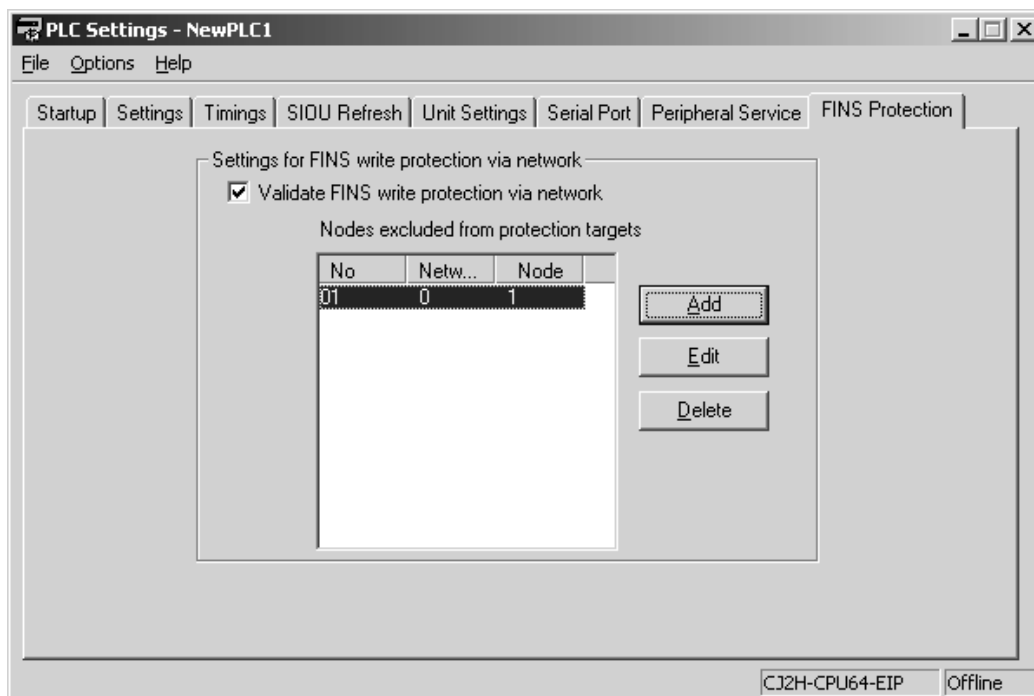 PLC Settings - NewPLC1
File Options Help
Startup Settings Timings SIOU Refresh Unit Settings Serial Port Peripheral Service FINS Protection
Settings for FINS write protection via network
Validate FINS write protection via network
Nodes excluded from protection targets
No Netw... Node
01 0 1
Add
Edit
Delete
CJ2H-CPU64-EIP Offline